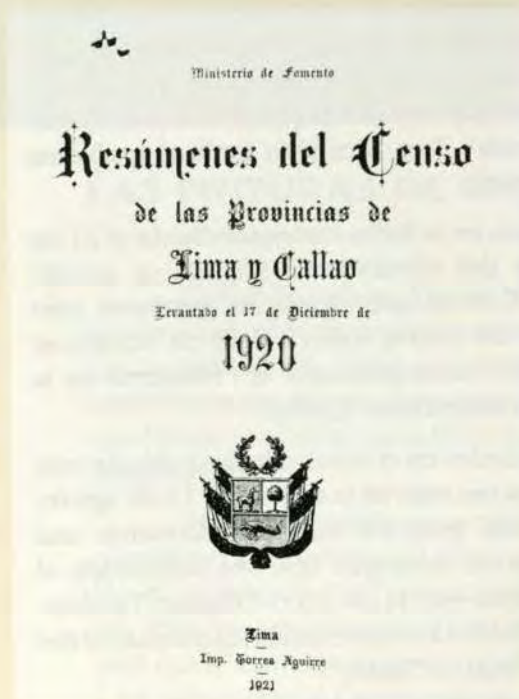 Ministerio de Fomento
Resúmenes del Censo
de las Provincias de
Lima y Callao
Levantado el 17 de Diciembre de
1920
Lima
Imp. Torres Aguirre
1921